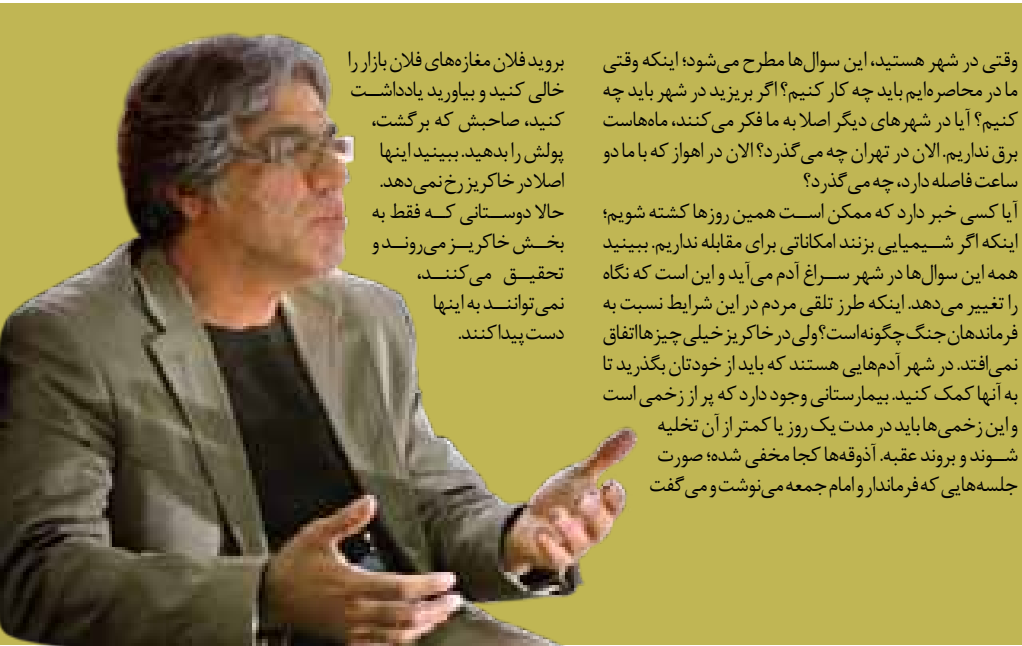 وقتی در شهر هستید، این سوال‌ها مطرح می‌شود؛ اینکه وقتی
ما در محاصره‌ایم باید چه کار کنیم؟ اگر بریزید در شهر باید چه
کنیم؟ آیا در شهرهای دیگر اصلا به ما فکر می‌کنند، ماه‌هاست
برق نداریم. الان در تهران چه می‌گذرد؟ الان در اهواز که با ما دو
ساعت فاصله دارد، چه می‌گذرد؟
آیا کسی خبر دارد که ممکن است همین روزها کشته شویم؛
اینکه اگر شیمیایی بزنند امکاناتی برای مقابله نداریم. ببینید
همه این سوال‌ها در شهر سراغ آدم می‌آید و این است که نگاه
را تغییر می‌دهد. اینکه طرز تلقی مردم در این شرایط نسبت به
فرماندهان جنگ چگونه است؟ ولی در خاکریز خیلی چیزها اتفاق
نمی‌افتد. در شهر آدم‌هایی هستند که باید از خودتان بگذرید تا
به آنها کمک کنید. بیمارستانی وجود دارد که پر از زخمی است
و این زخمی‌ها باید در مدت یک روز یا کمتر از آن تخلیه
شوند و بروند عقبه. آذوقه‌ها کجا مخفی شده؛ صورت
جلسه‌هایی که فرماندار و امام جمعه می‌نوشت و می‌گفت
بروید فلان مغازه‌های فلان بازار را
خالی کنید و بیاورید یادداشت
کنید، صاحبش که برگشت،
پولش را بدهید. ببینید اینها
اصلا در خاکریز رخ نمی‌دهد.
حالا دوستانی که فقط به
بخش خاکریز می‌روند و
تحقیق می‌کنند،
نمی‌توانند به اینها
دست پیدا کنند.